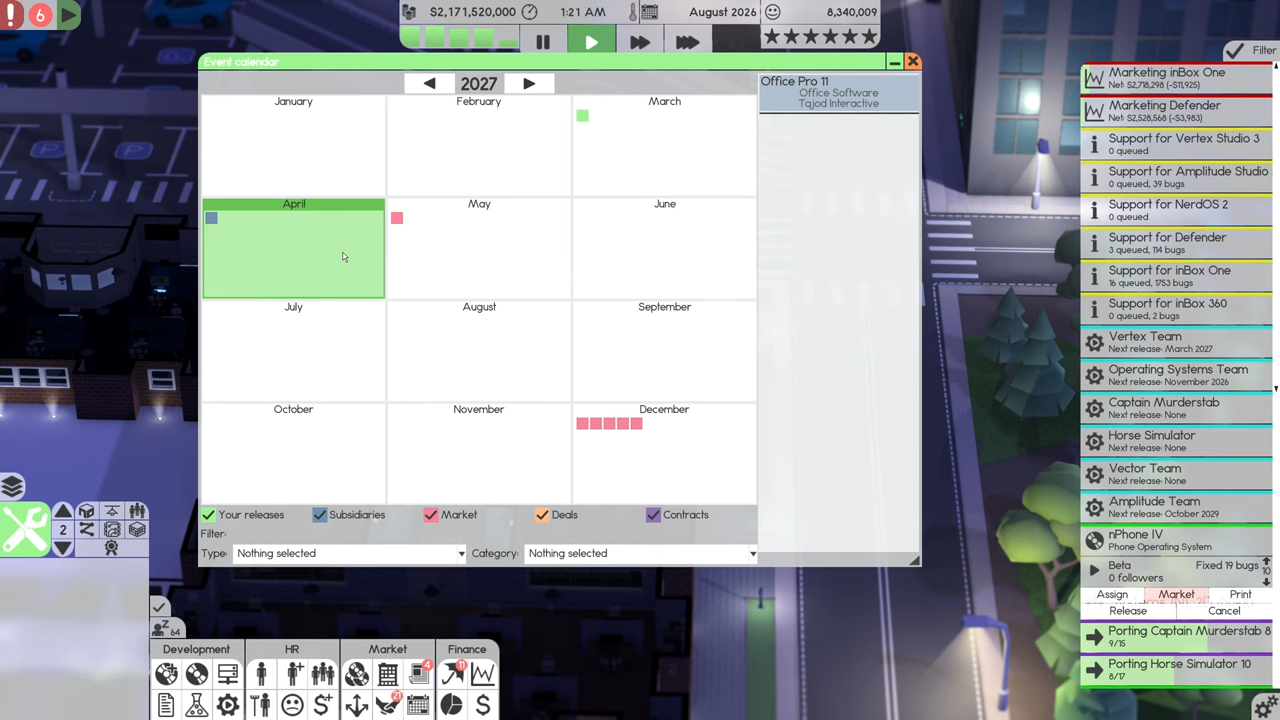 6
$2,171,520,000
1:21 AM
August 2026
8,340,009
Event calendar
2027
January
February
March
April
May
June
July
August
September
October
November
December
Your releases
Subsidiaries
Market
Deals
Contracts
Filter:
Type:
Nothing selected
Category:
Nothing selected
Office Pro 11
Office Software
Tajod Interactive
Filter
Marketing inBox One
Net: $2,718,298 (-$11,925)
Marketing Defender
Net: $2,528,568 (-$3,983)
Support for Vertex Studio 3
0 queued
Support for Amplitude Studio
0 queued, 39 bugs
Support for NerdOS 2
0 queued
Support for Defender
3 queued, 114 bugs
Support for inBox One
16 queued, 1753 bugs
Support for inBox 360
0 queued, 2 bugs
Vertex Team
Next release: March 2027
Operating Systems Team
Next release: November 2026
Captain Murderstab
Next release: None
Horse Simulator
Next release: None
Vector Team
Next release: None
Amplitude Team
Next release: October 2029
nPhone IV
Phone Operating System
Beta
Fixed 19 bugs
0 followers
10
Assign
Market
Print
Release
Cancel
Porting Captain Murderstab 8
9/15
Porting Horse Simulator 10
8/17
2
64
Development
HR
Market
Finance
4
11
21